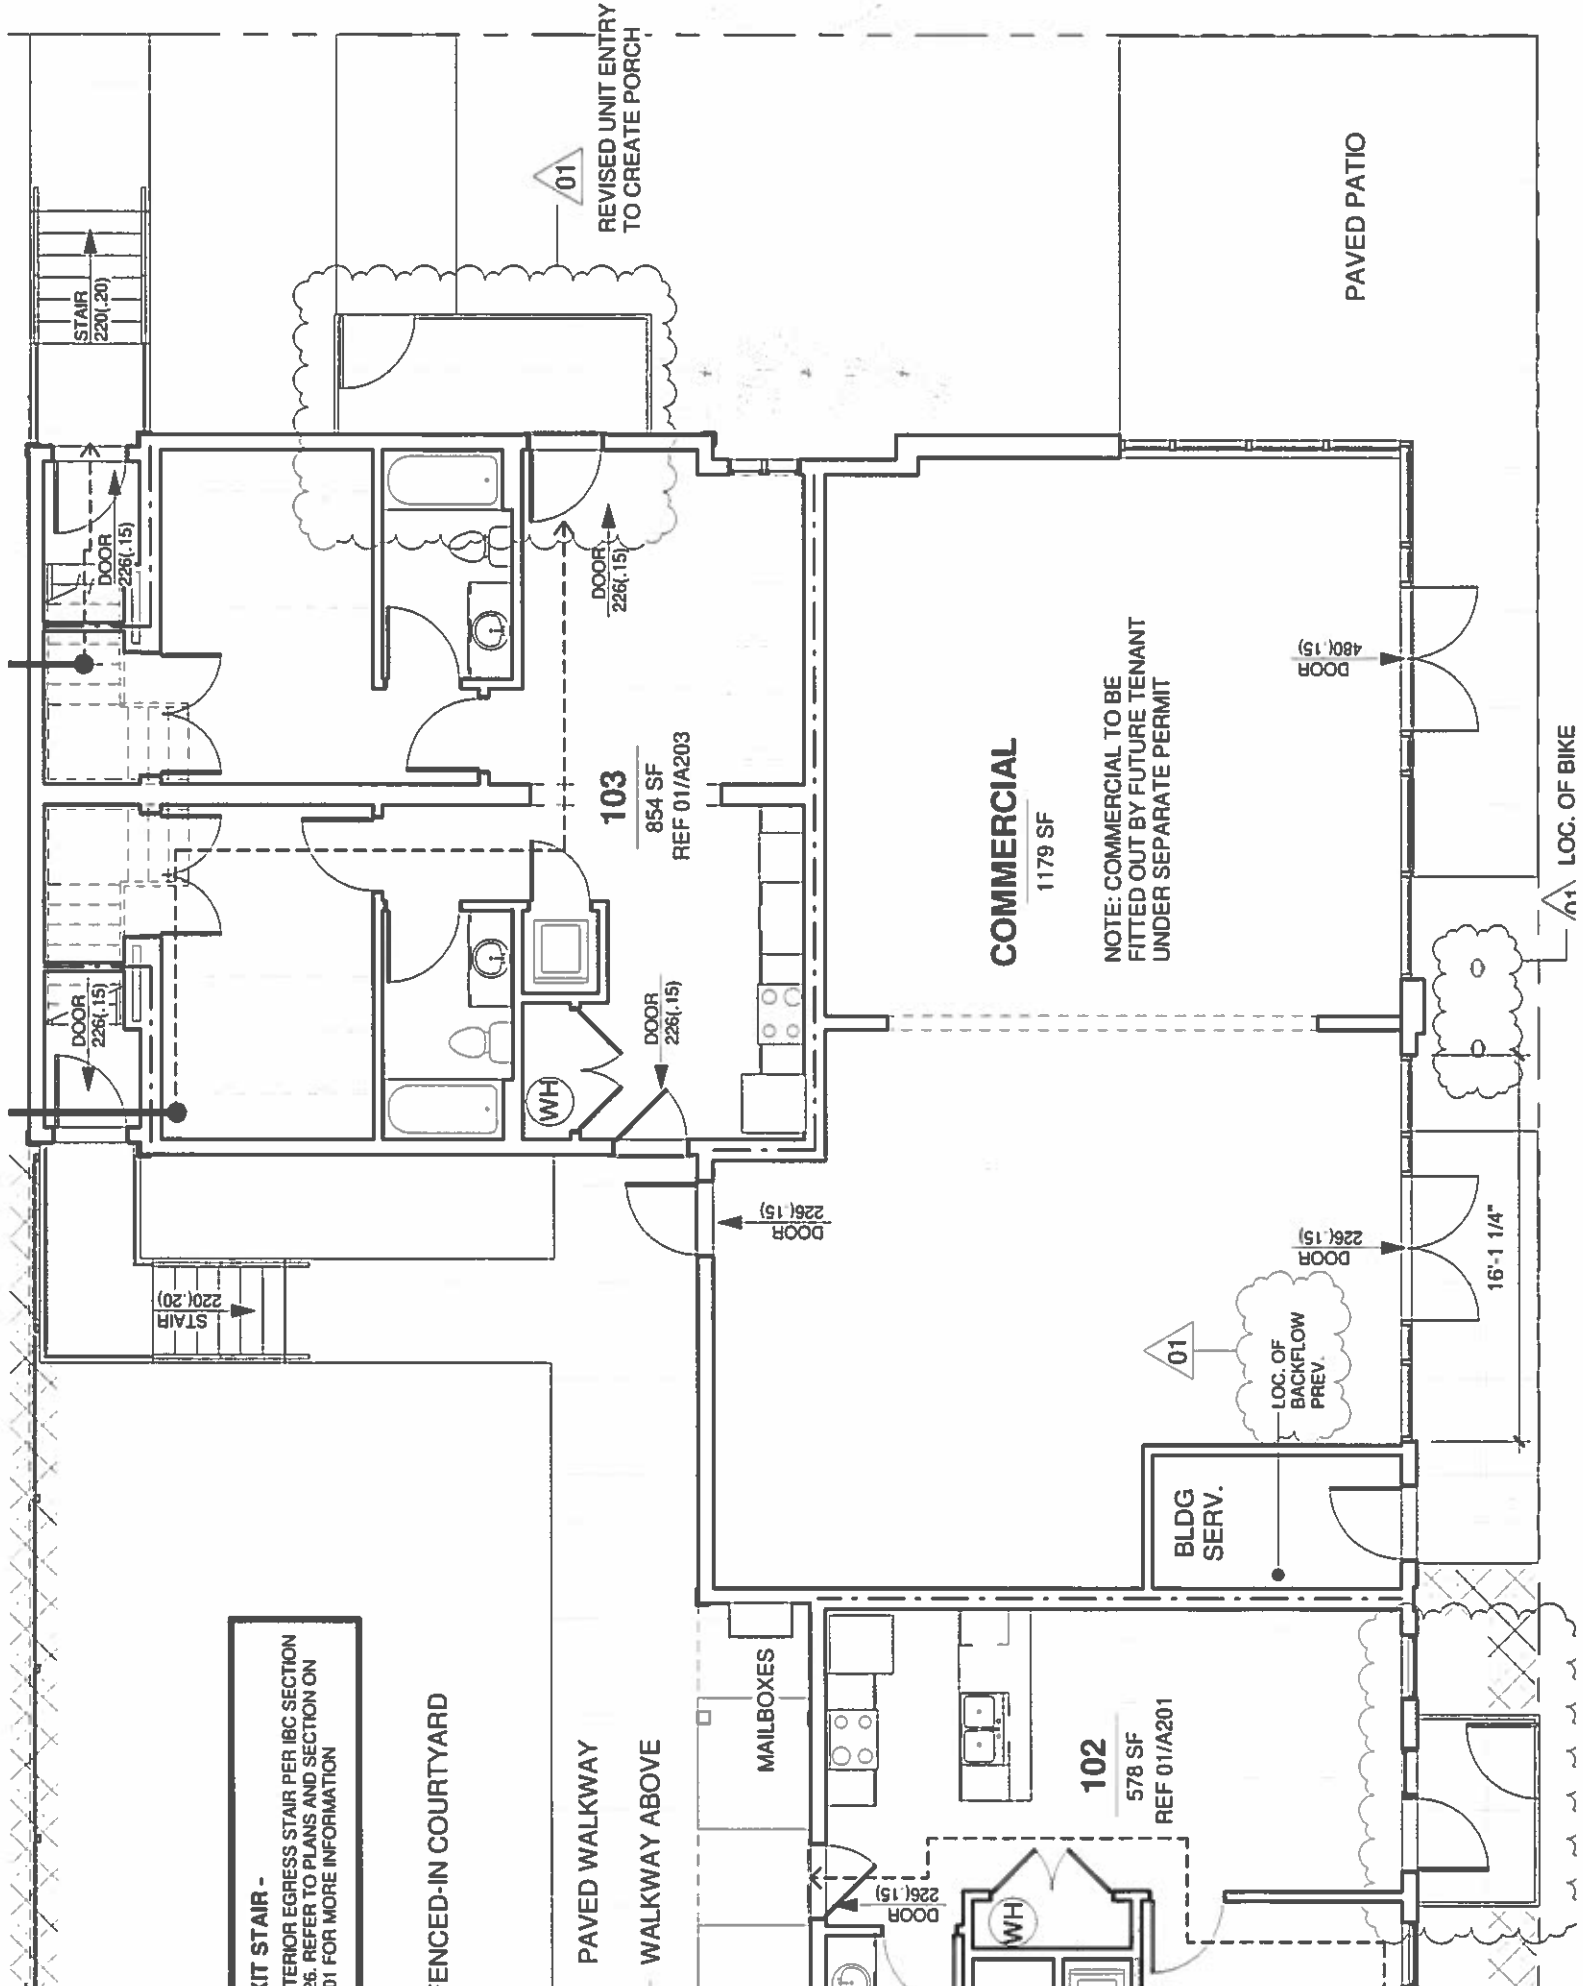 REVISED UNIT ENTRY
TO CREATE PORCH
01
STAIR
220(.20)
DOOR
226(.15)
DOOR
226(.15)
PAVED PATIO
103
854 SF
REF 01/A203
COMMERCIAL
1179 SF
NOTE: COMMERCIAL TO BE
FITTED OUT BY FUTURE TENANT
UNDER SEPARATE PERMIT
DOOR
480(.15)
LOC. OF BIKE
01
DOOR
226(.15)
DOOR
226(.15)
WH
STAIR
220(.20)
DOOR
226(.15)
DOOR
226(.15)
16'-1 1/4"
01
LOC. OF
BACKFLOW
PREV.
BLDG
SERV.
XIT STAIR -
TERIOR EGRESS STAIR PER IBC SECTION
26. REFER TO PLANS AND SECTION ON
01 FOR MORE INFORMATION
FENCED-IN COURTYARD
PAVED WALKWAY
WALKWAY ABOVE
MAILBOXES
102
578 SF
REF 01/A201
DOOR
226(.15)
WH